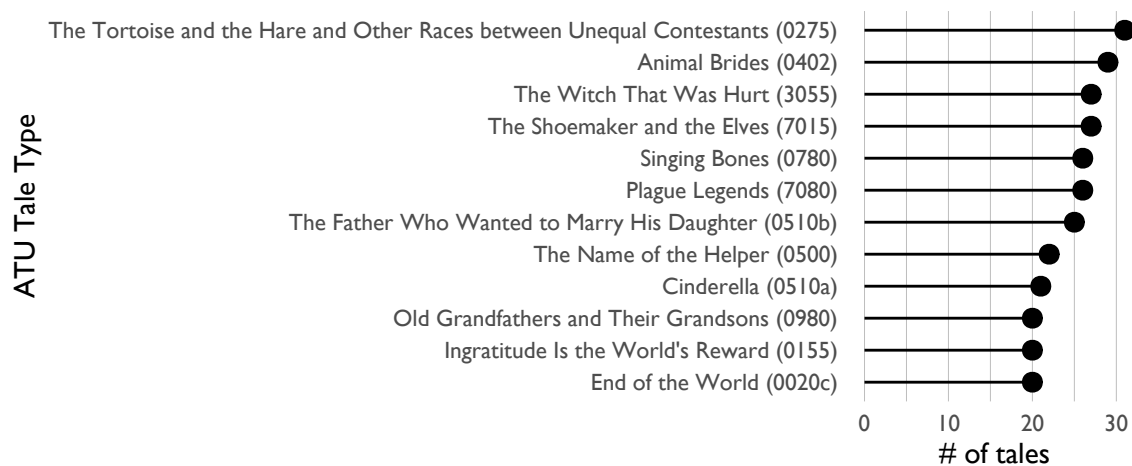 The Tortoise and the Hare and Other Races between Unequal Contestants (0275)
Animal Brides (0402)
The Witch That Was Hurt (3055)
The Shoemaker and the Elves (7015)
Singing Bones (0780)
Plague Legends (7080)
The Father Who Wanted to Marry His Daughter (0510b)
The Name of the Helper (0500)
Cinderella (0510a)
Old Grandfathers and Their Grandsons (0980)
Ingratitude Is the World's Reward (0155)
End of the World (0020c)
ATU Tale Type
0 10 20 30
# of tales